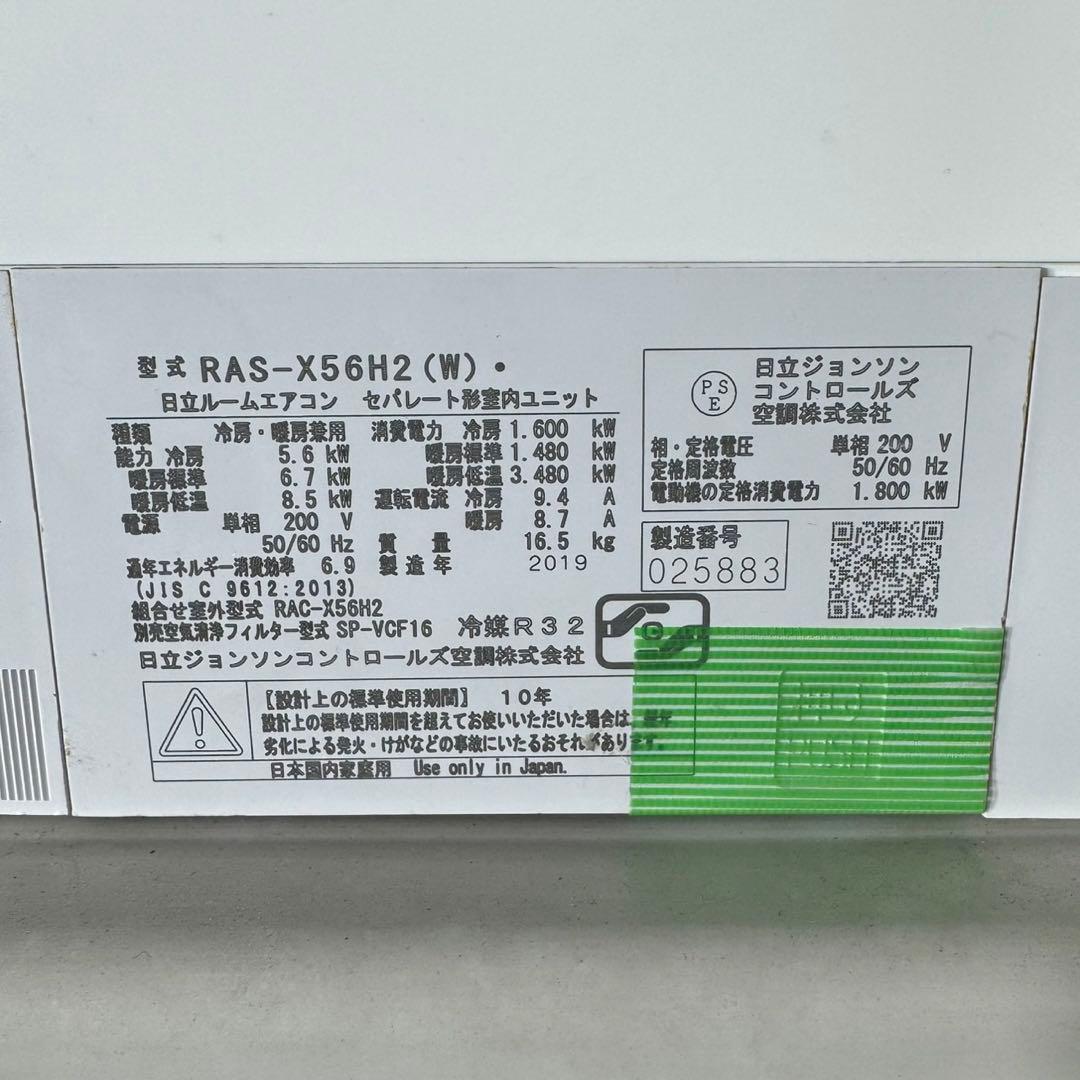 型式 RAS-X56H2(W)・
日立ルームエアコン セパレート形室内ユニット
種類 冷房・暖房兼用 消費電力 冷房 1.600 kW
能力 冷房 5.6 kW 暖房標準 1.480 kW
暖房標準 6.7 kW 暖房低温 3.480 kW
暖房低温 8.5 kW 運転電流 冷房 9.4 A
電源 単相 200 V 暖房 8.7 A
50/60 Hz 質量 16.5 kg
通年エネルギー消費効率 6.9 製造年 2019
(JIS C 9612:2013)
組合せ室外型式 RAC-X56H2
別売空気清浄フィルター型式 SP-VCF16 冷媒R32
日立ジョンソンコントロールズ空調株式会社
【設計上の標準使用期間】 10年
設計上の標準使用期間を超えてお使いいただいた場合は、
劣化による発火・けがなどの事故にいたるおそれがあります。
日本国内家庭用 Use only in Japan.
PS
E
日立ジョンソン
コントロールズ
空調株式会社
相・定格電圧 単相 200 V
定格周波数 50/60 Hz
電動機の定格消費電力 1.800 kW
製造番号
025883